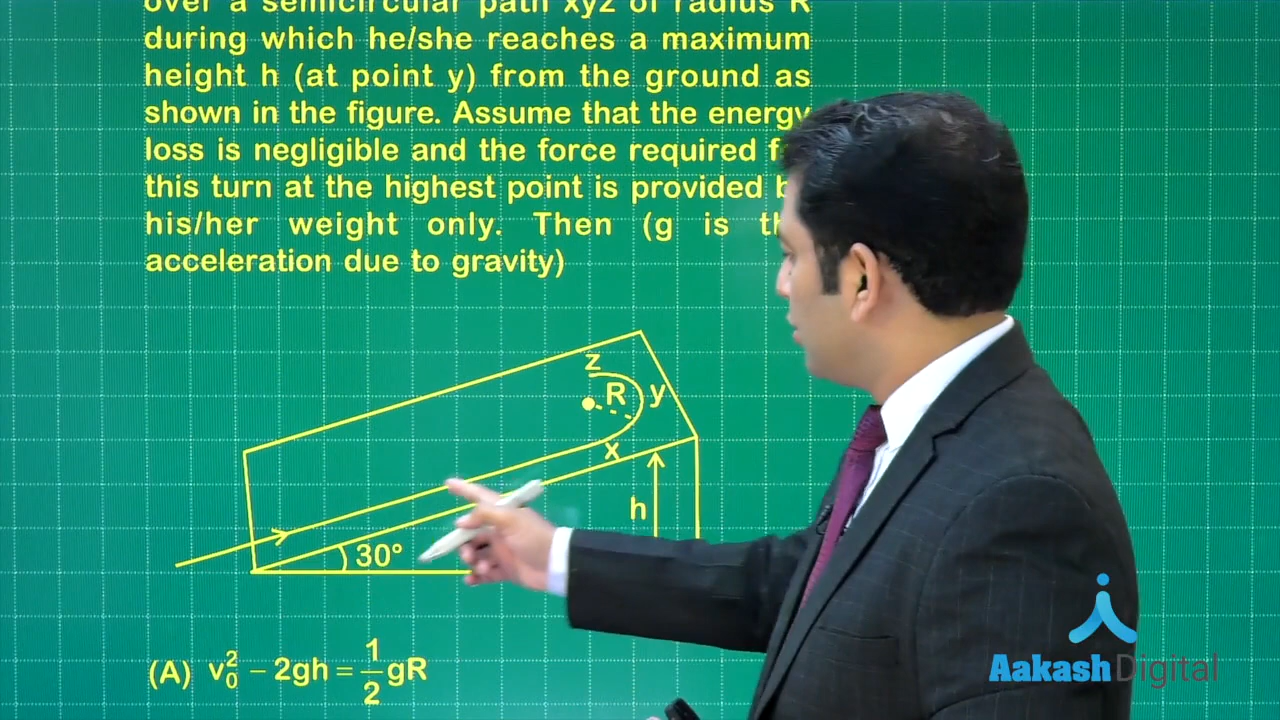 over a semicircular path xyz of radius R
during which he/she reaches a maximum
height h (at point y) from the ground as
shown in the figure. Assume that the energy
loss is negligible and the force required
this turn at the highest point is provided
his/her weight only. Then (g is
acceleration due to gravity)
z
R
y
x
h
30°
(A) v₀² − 2gh = 1/2 gR
Aakash Digital